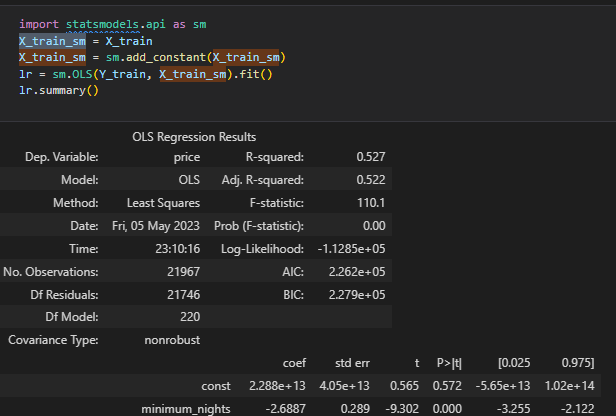 import statsmodels.api as sm
X_train_sm = X_train
X_train_sm = sm.add_constant(X_train_sm)
lr = sm.OLS(Y_train, X_train_sm).fit()
lr.summary()
OLS Regression Results
Dep. Variable: price R-squared: 0.527
Model: OLS Adj. R-squared: 0.522
Method: Least Squares F-statistic: 110.1
Date: Fri, 05 May 2023 Prob (F-statistic): 0.00
Time: 23:10:16 Log-Likelihood: -1.1285e+05
No. Observations: 21967 AIC: 2.262e+05
Df Residuals: 21746 BIC: 2.279e+05
Df Model: 220
Covariance Type: nonrobust
coef std err t P>|t| [0.025 0.975]
const 2.288e+13 4.05e+13 0.565 0.572 -5.65e+13 1.02e+14
minimum_nights -2.6887 0.289 -9.302 0.000 -3.255 -2.122